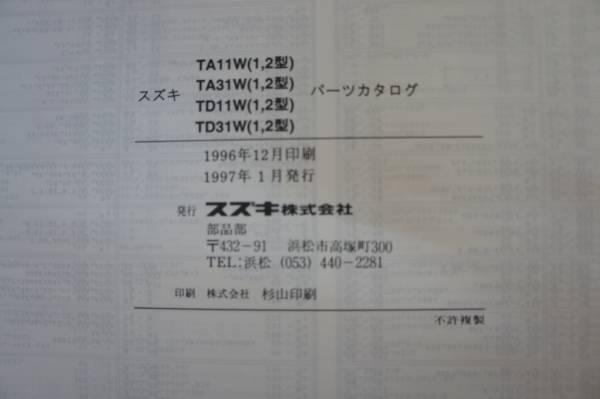 TA11W(1,2型)
TA31W(1,2型)
スズキ パーツカタログ
TD11W(1,2型)
TD31W(1,2型)
1996年12月印刷
1997年 1月発行
発行 スズキ株式会社
部品部
〒432-91 浜松市高塚町300
TEL:浜松 (053) 440-2281
印刷 株式会社 杉山印刷
不許複製